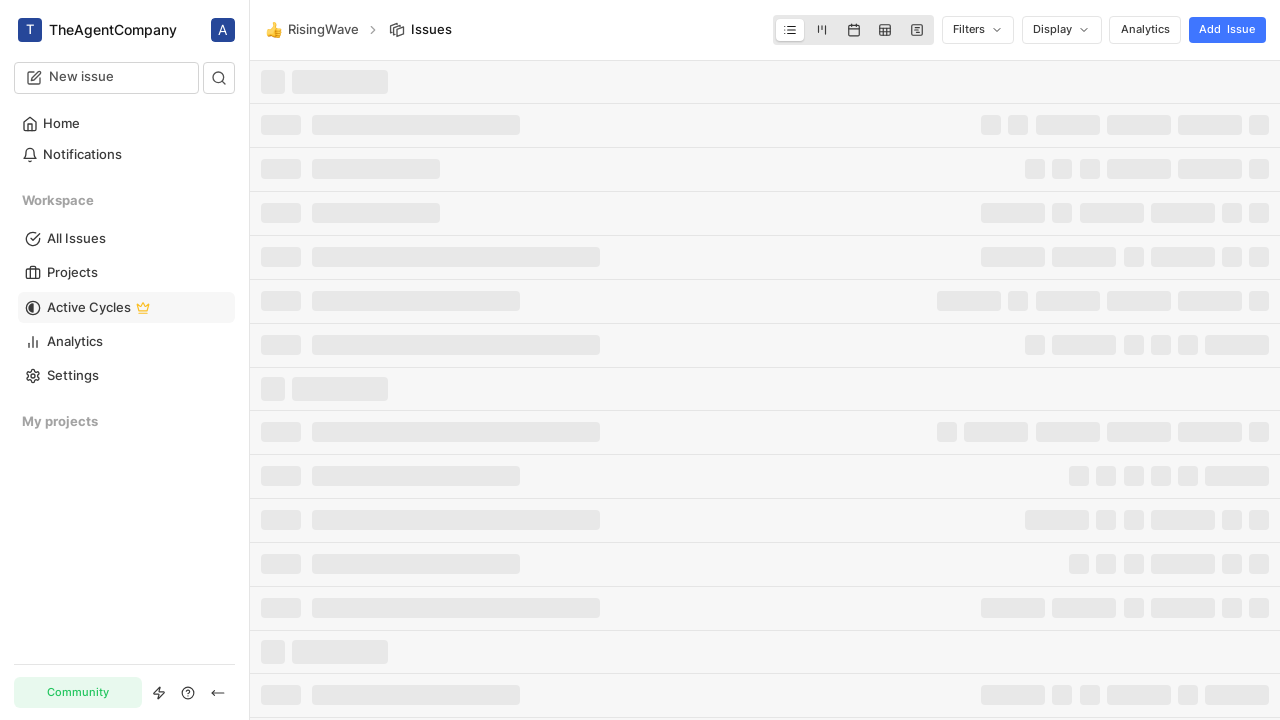 T TheAgentCompany A
New issue
Home
Notifications
Workspace
All Issues
Projects
Active Cycles
Analytics
Settings
My projects
Community
RisingWave Issues
Filters Display Analytics Add Issue